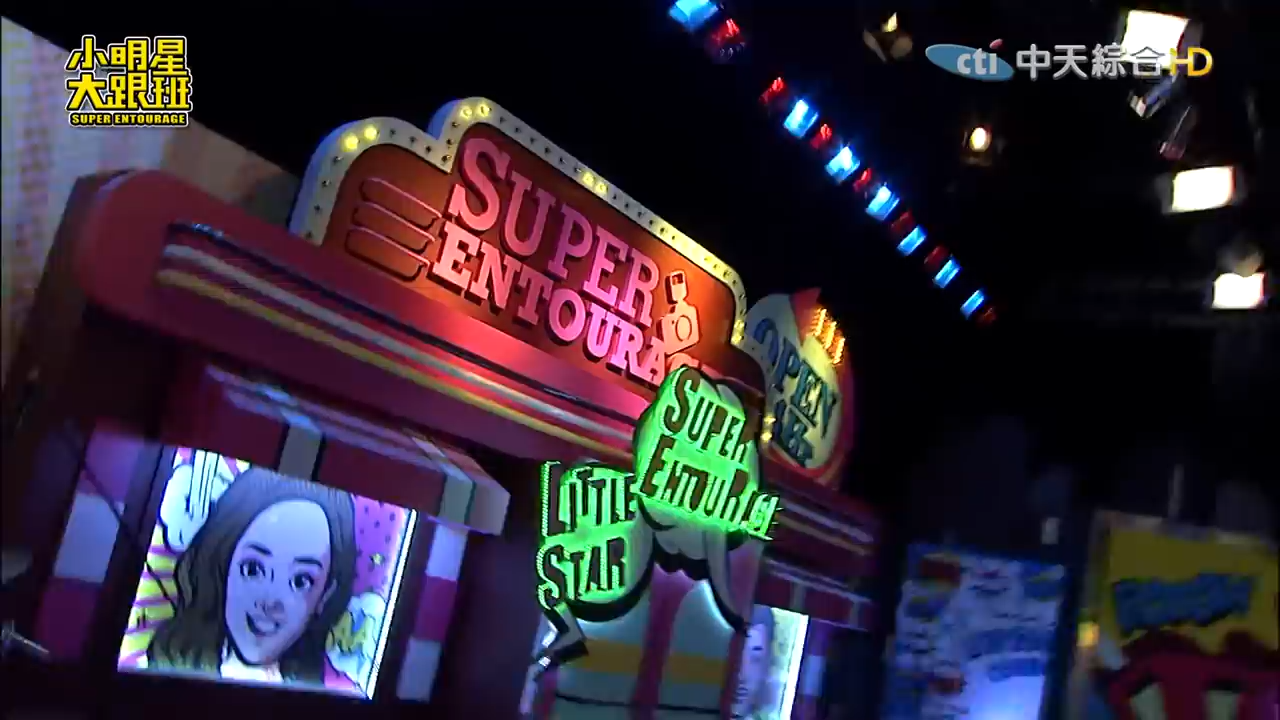 小明星
大跟班
SUPER ENTOURAGE
cti 中天綜合HD
SUPER
ENTOURAGE
OPEN
SUPER
ENTOURAGE
LITTLE
STAR